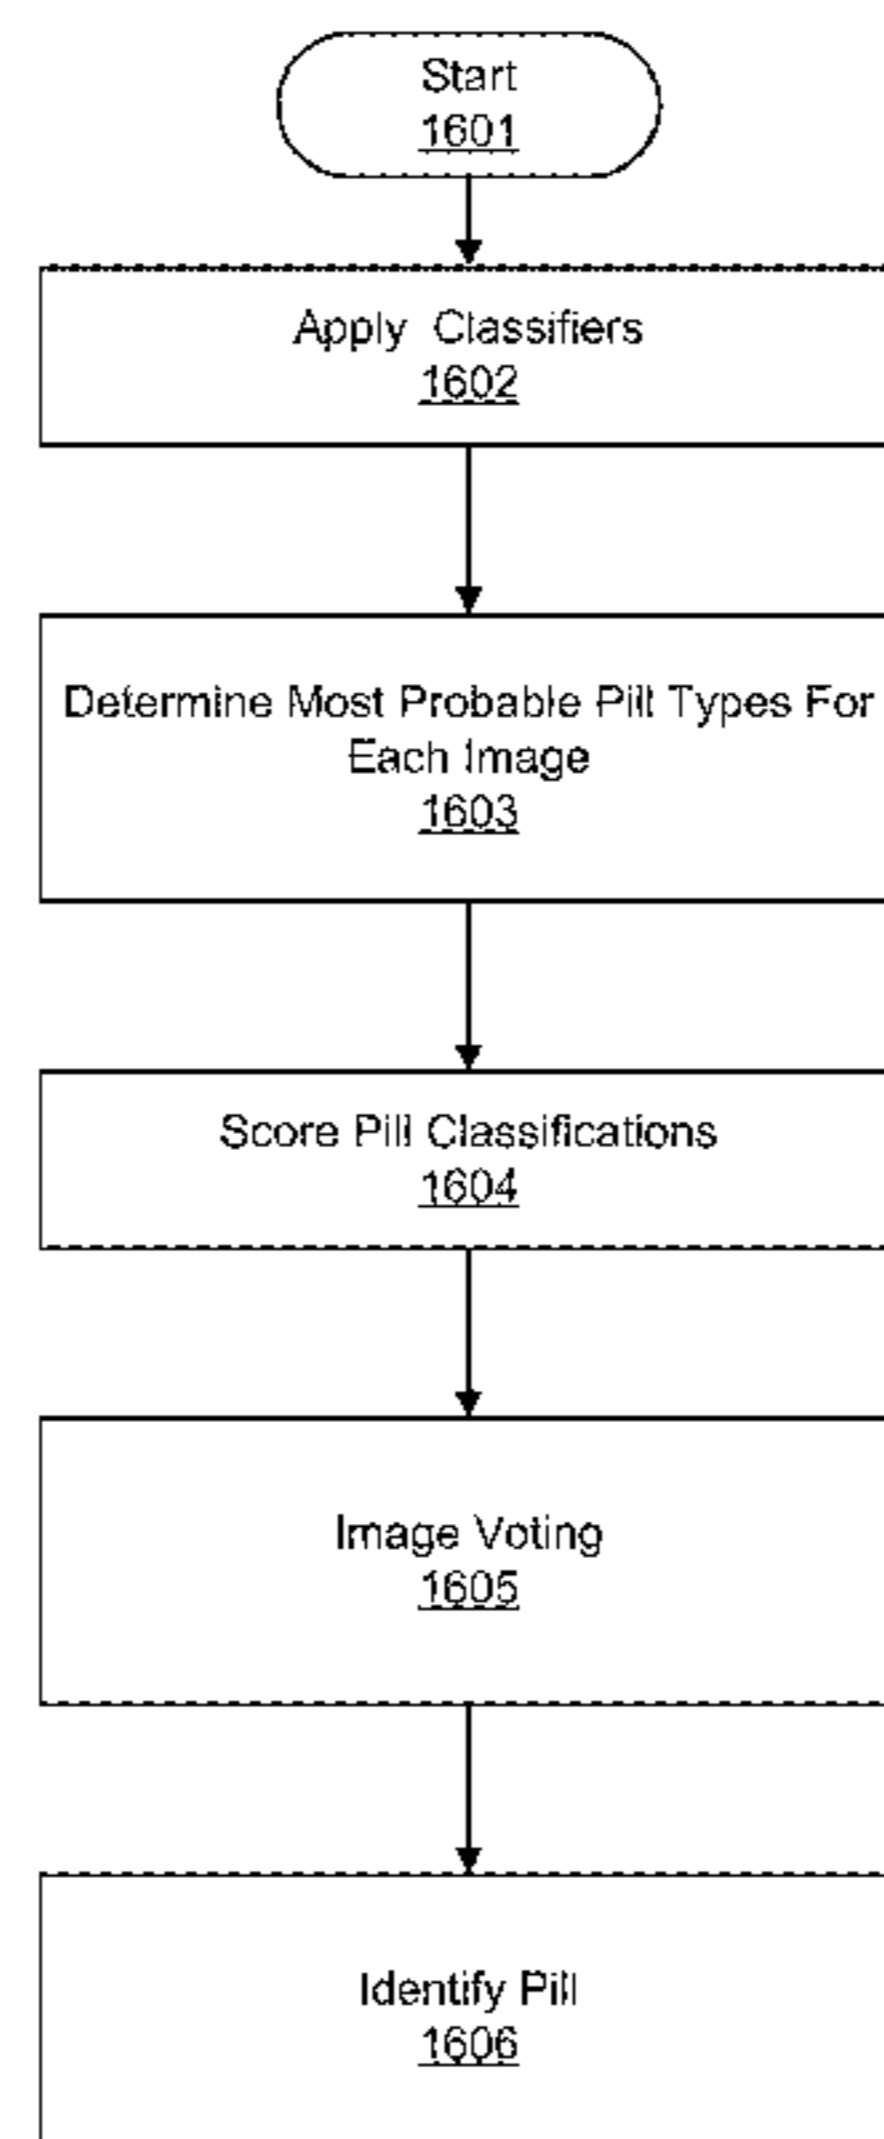 Start
1601
Apply Classifiers
1602
Determine Most Probable Pill Types For
Each Image
1603
Score Pill Classifications
1604
Image Voting
1605
Identify Pill
1606